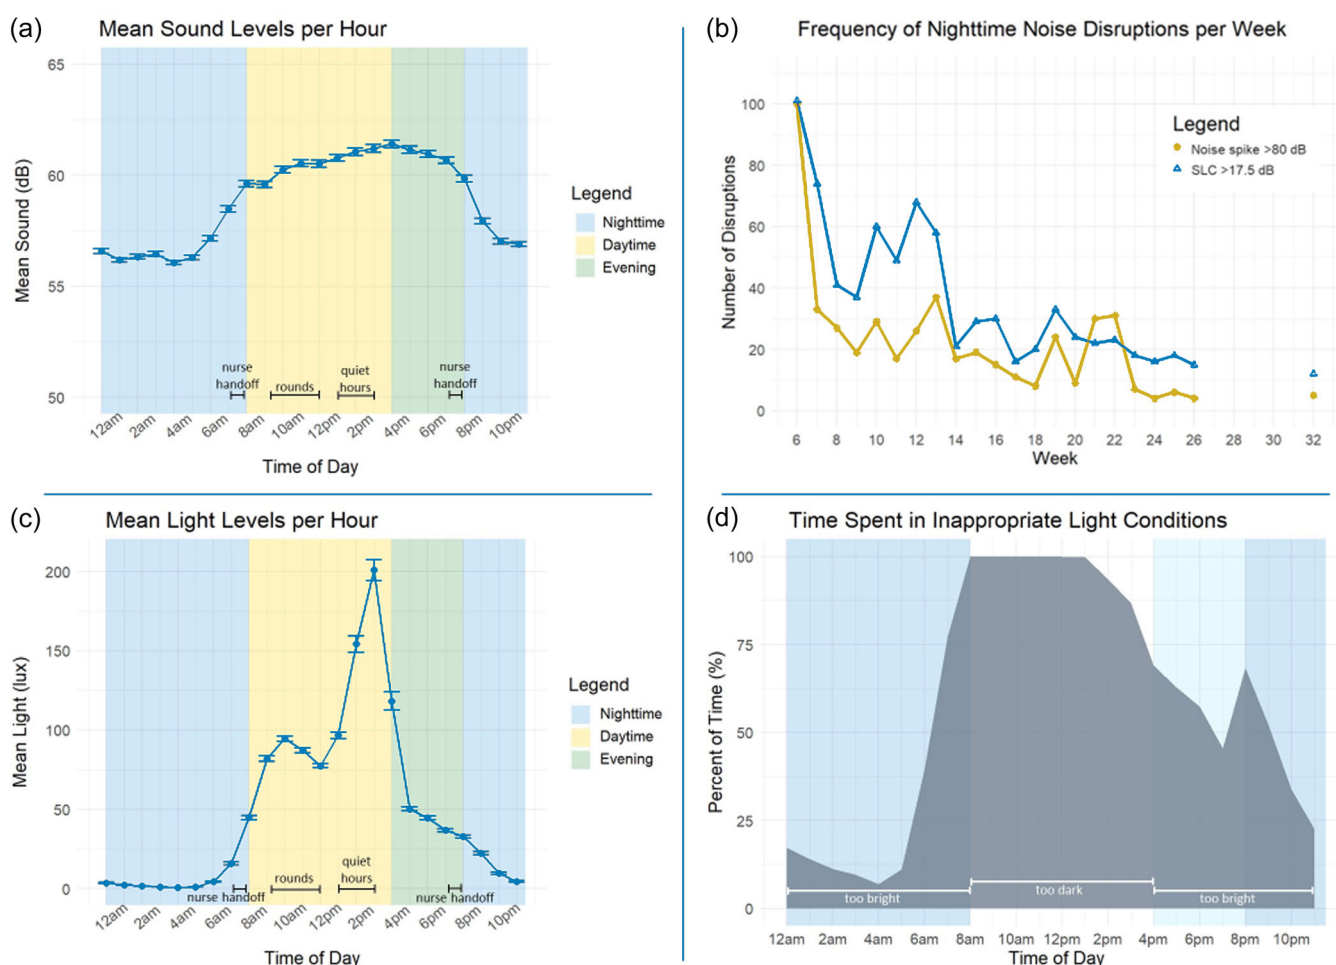 (a)
Mean Sound Levels per Hour
65
60
55
50
Mean Sound (dB)
nurse
handoff
rounds
quiet
hours
nurse
handoff
12am
2am
4am
6am
8am
10am
12pm
2pm
4pm
6pm
8pm
10pm
Time of Day
Legend
Nighttime
Daytime
Evening
(b)
Frequency of Nighttime Noise Disruptions per Week
100
80
60
40
20
0
Number of Disruptions
Legend
Noise spike >80 dB
SLC >17.5 dB
6 8 10 12 14 16 18 20 22 24 26 28 30 32
Week
(c)
Mean Light Levels per Hour
200
150
100
50
0
Mean Light (lux)
nurse handoff
rounds
quiet
hours
nurse handoff
12am
2am
4am
6am
8am
10am
12pm
2pm
4pm
6pm
8pm
10pm
Time of Day
Legend
Nighttime
Daytime
Evening
(d)
Time Spent in Inappropriate Light Conditions
100
75
50
25
0
Percent of Time (%)
too bright
too dark
too bright
12am 2am 4am 6am 8am 10am 12pm 2pm 4pm 6pm 8pm 10pm
Time of Day